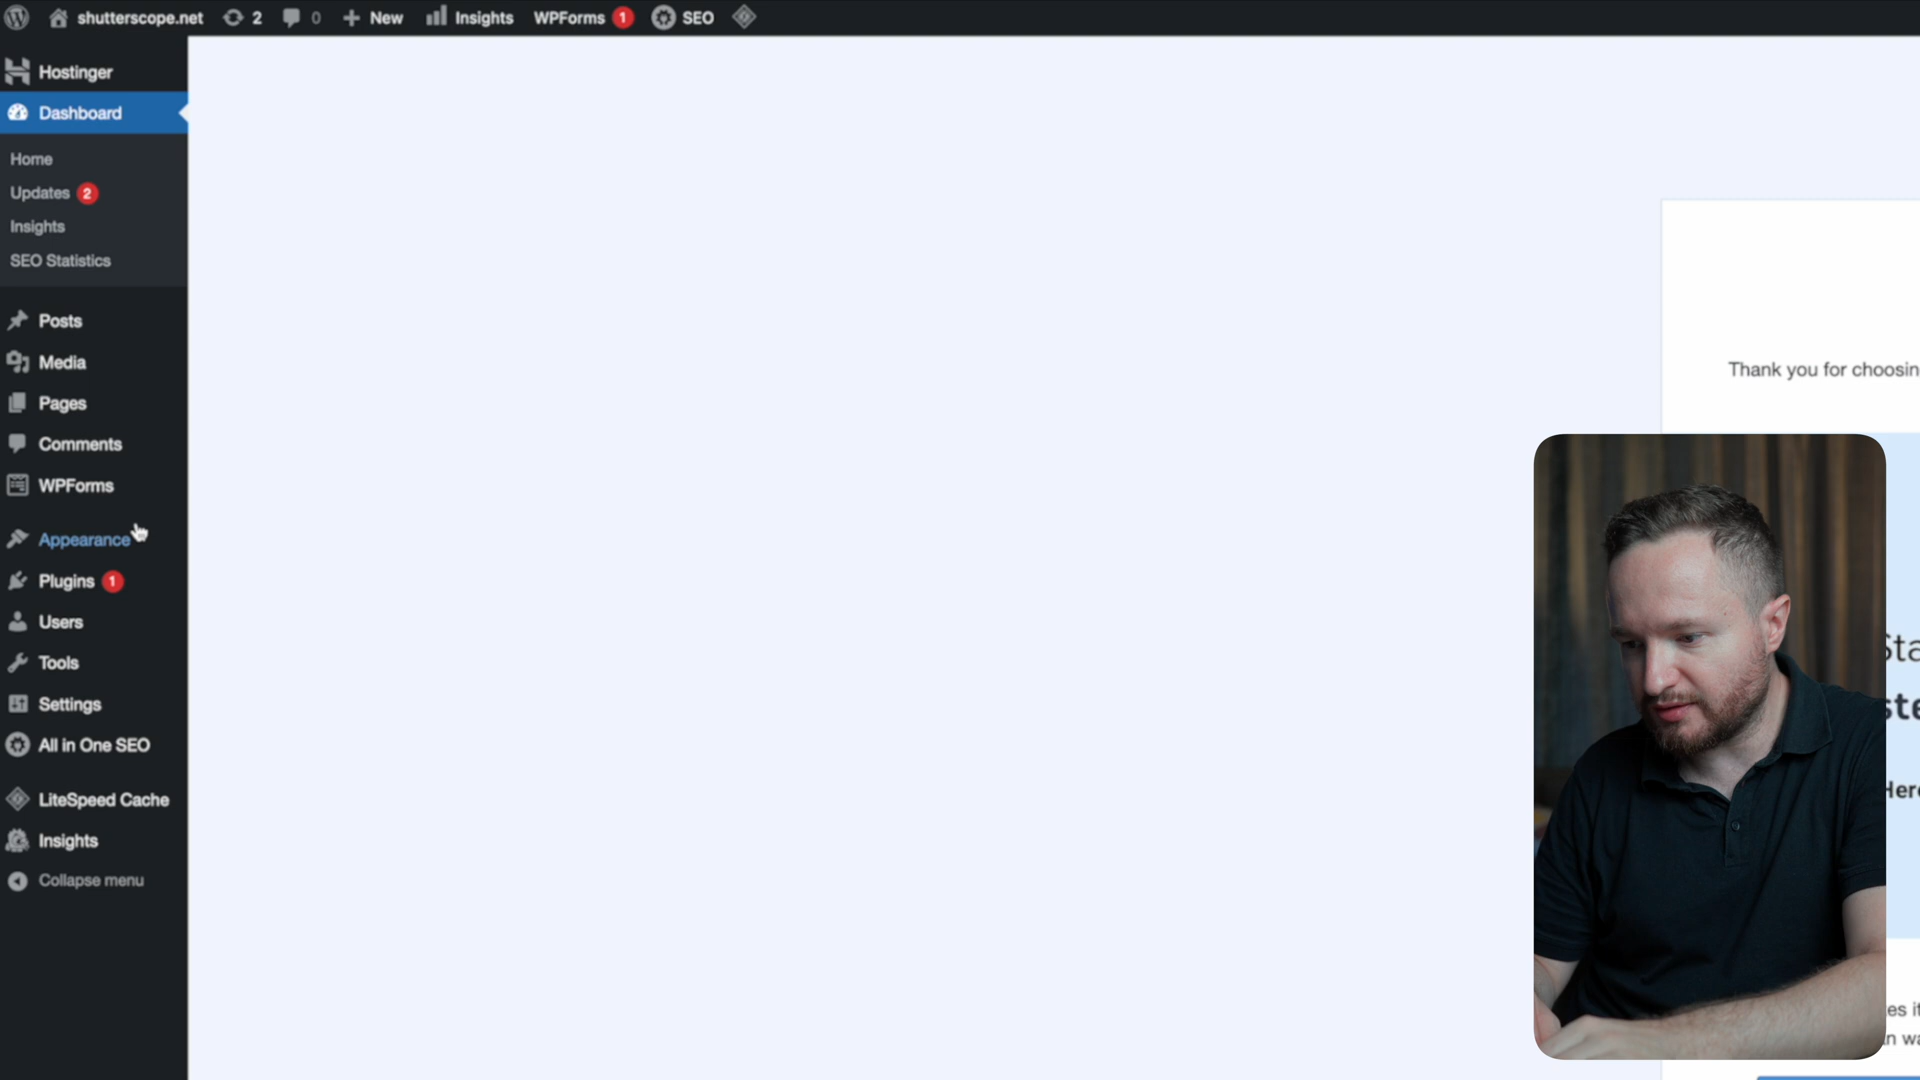 shutterscope.net 2 0 New Insights WPForms 1 SEO
Hostinger
Dashboard
Home
Updates 2
Insights
SEO Statistics
Posts
Media
Pages
Comments
WPForms
Appearance
Plugins 1
Users
Tools
Settings
All in One SEO
LiteSpeed Cache
Insights
Collapse menu
Thank you for choosin